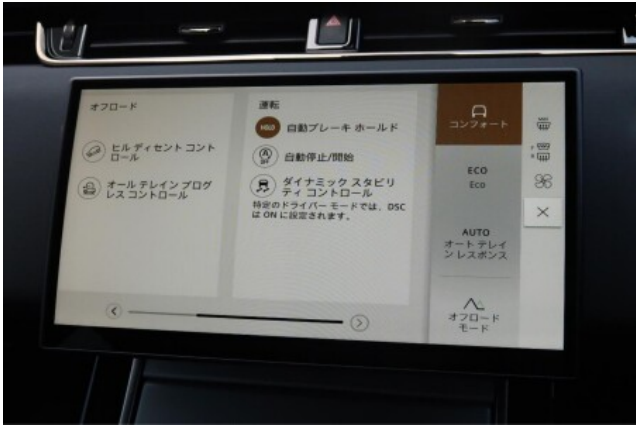 オフロード
ヒル ディセント コント
ロール
オール テレイン プログ
レス コントロール
運転
HOLD
自動ブレーキ ホールド
自動停止/開始
ダイナミック スタビリ
ティ コントロール
特定のドライバー モードでは、DSC
は ON に設定されます。
コンフォート
ECO
Eco
AUTO
オート テレイ
ン レスポンス
オフロード
モード